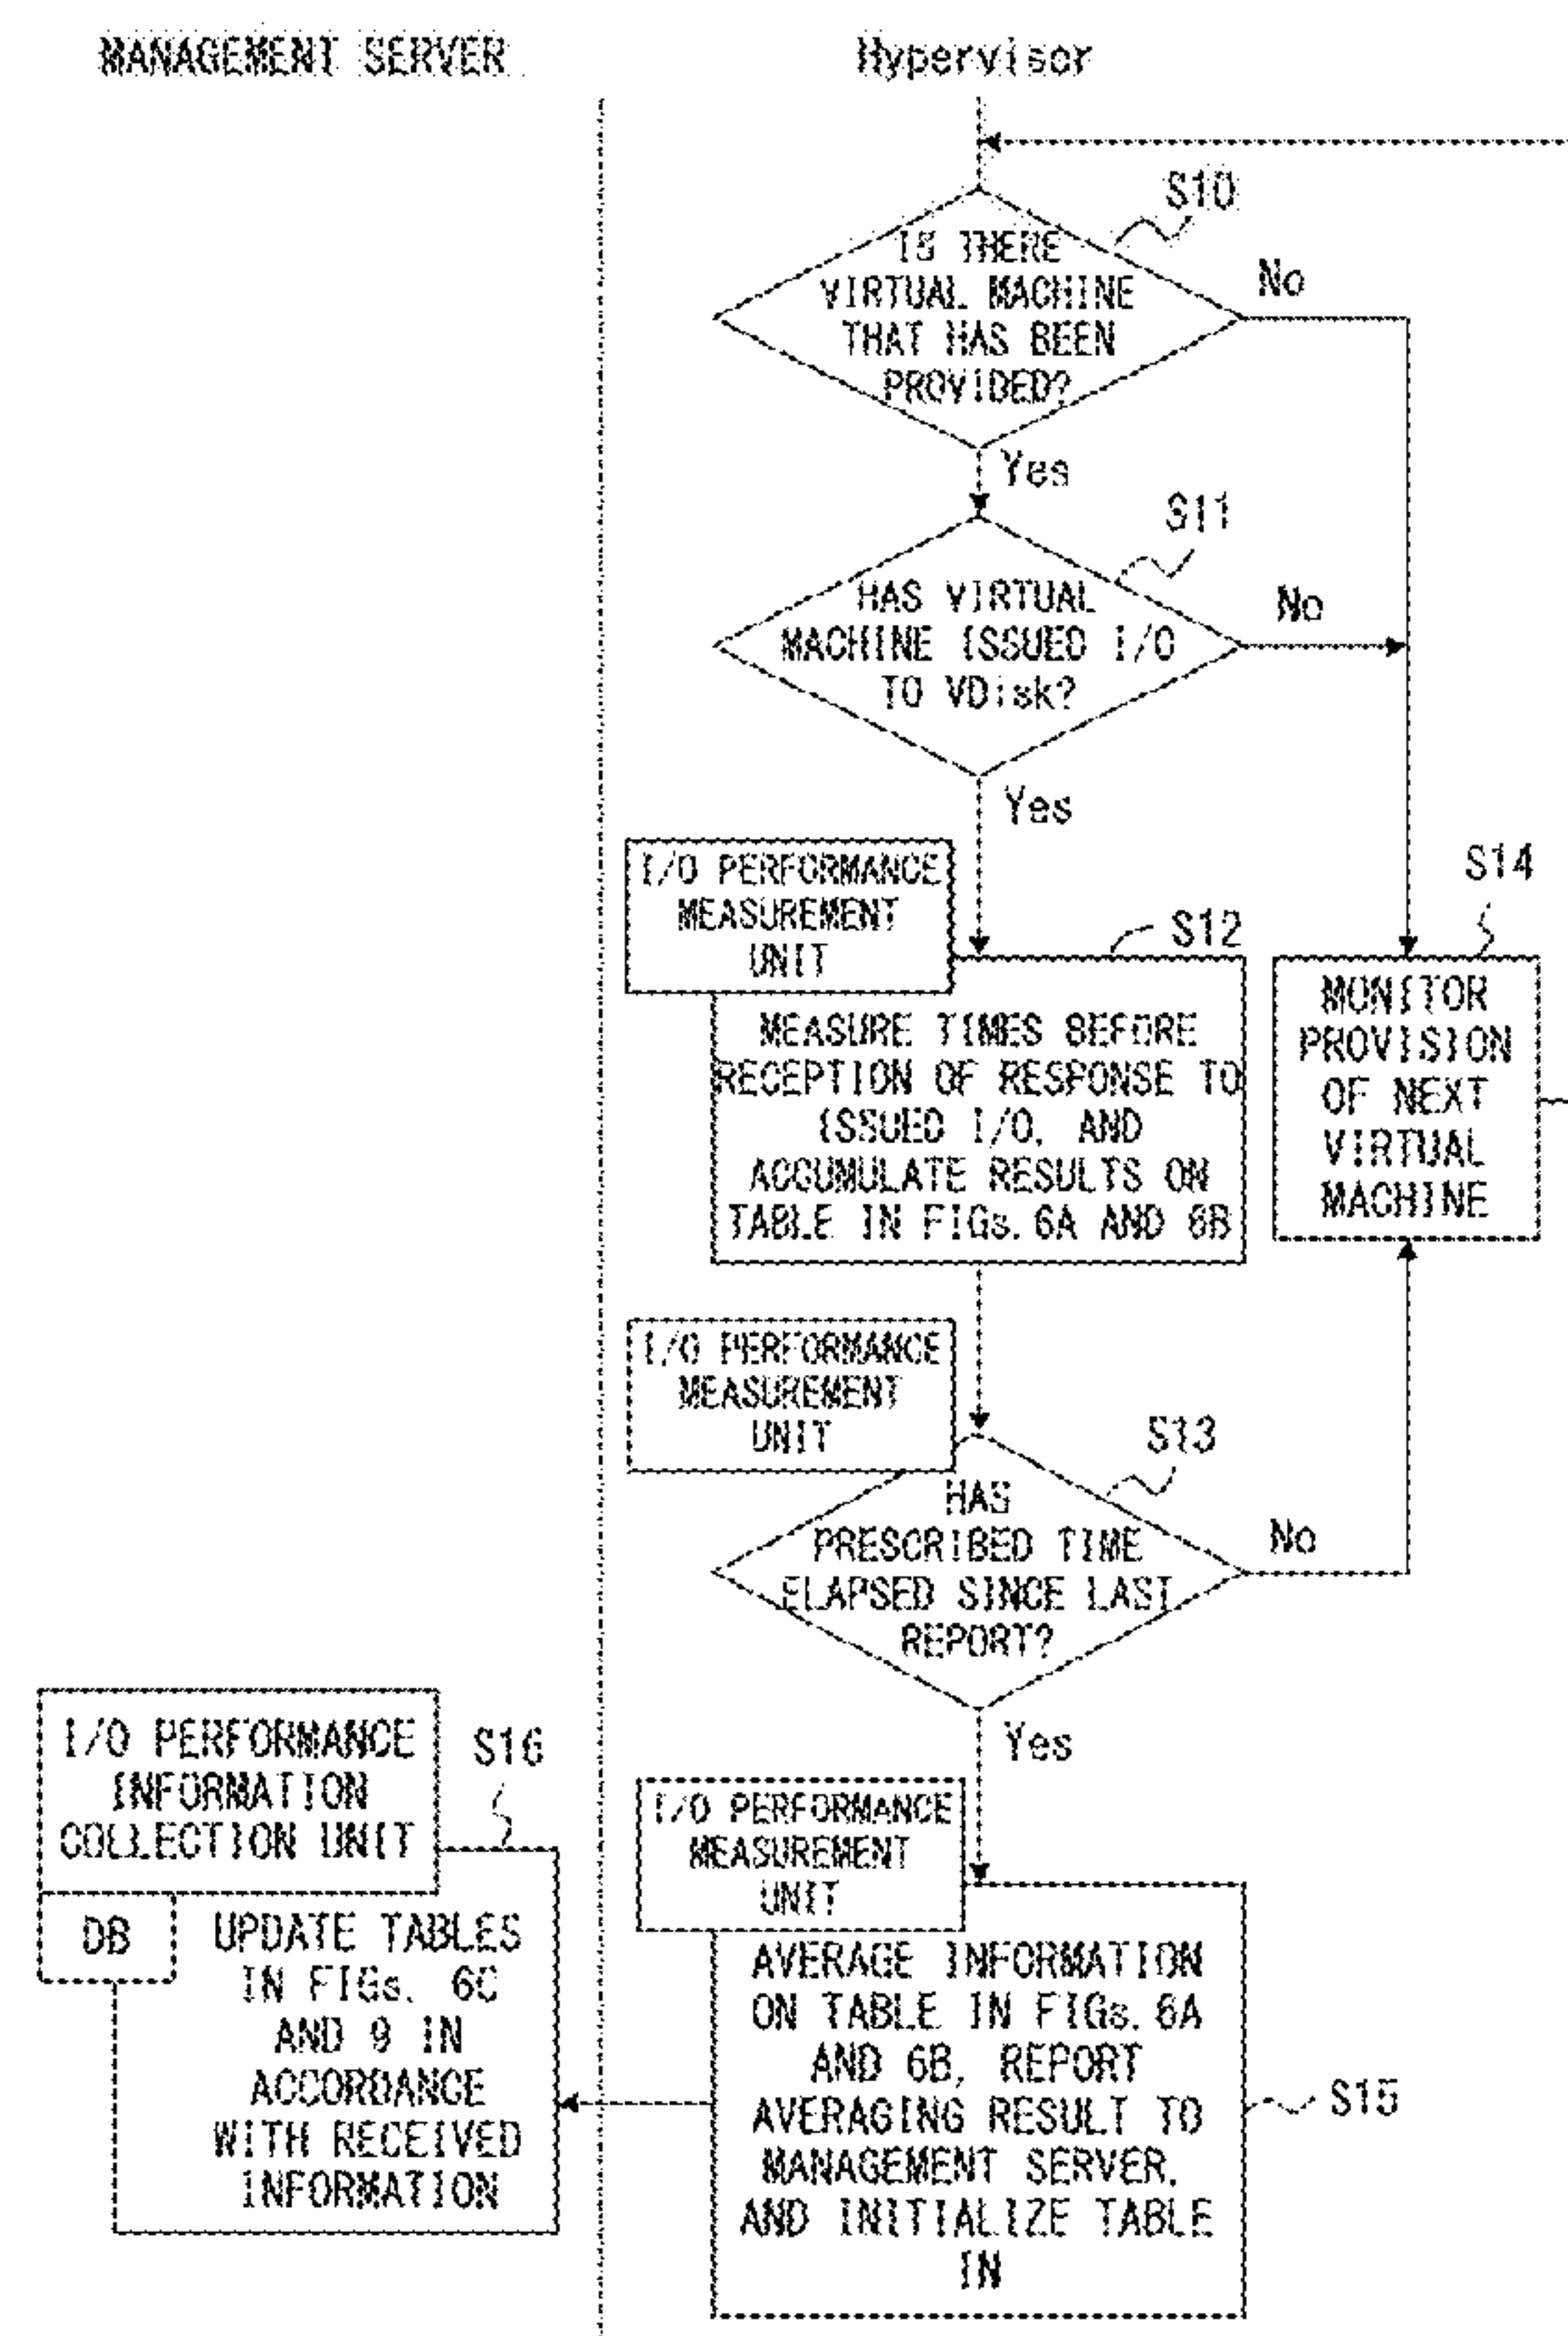 MANAGEMENT SERVER
Hypervisor
S10
IS THERE
VIRTUAL MACHINE
THAT HAS BEEN
PROVIDED?
No
Yes
S11
HAS VIRTUAL
MACHINE ISSUED I/O
TO VDisk?
No
Yes
I/O PERFORMANCE
MEASUREMENT
UNIT
S12
MEASURE TIMES BEFORE
RECEPTION OF RESPONSE TO
ISSUED I/O, AND
ACCUMULATE RESULTS ON
TABLE IN FIGs. 6A AND 6B
S14
MONITOR
PROVISION
OF NEXT
VIRTUAL
MACHINE
I/O PERFORMANCE
MEASUREMENT
UNIT
S13
HAS
PRESCRIBED TIME
ELAPSED SINCE LAST
REPORT?
No
Yes
I/O PERFORMANCE
INFORMATION
COLLECTION UNIT
S16
DB
UPDATE TABLES
IN FIGs. 6C
AND 9 IN
ACCORDANCE
WITH RECEIVED
INFORMATION
I/O PERFORMANCE
MEASUREMENT
UNIT
AVERAGE INFORMATION
ON TABLE IN FIGs. 6A
AND 6B, REPORT
AVERAGING RESULT TO
MANAGEMENT SERVER,
AND INITIALIZE TABLE
IN
S15